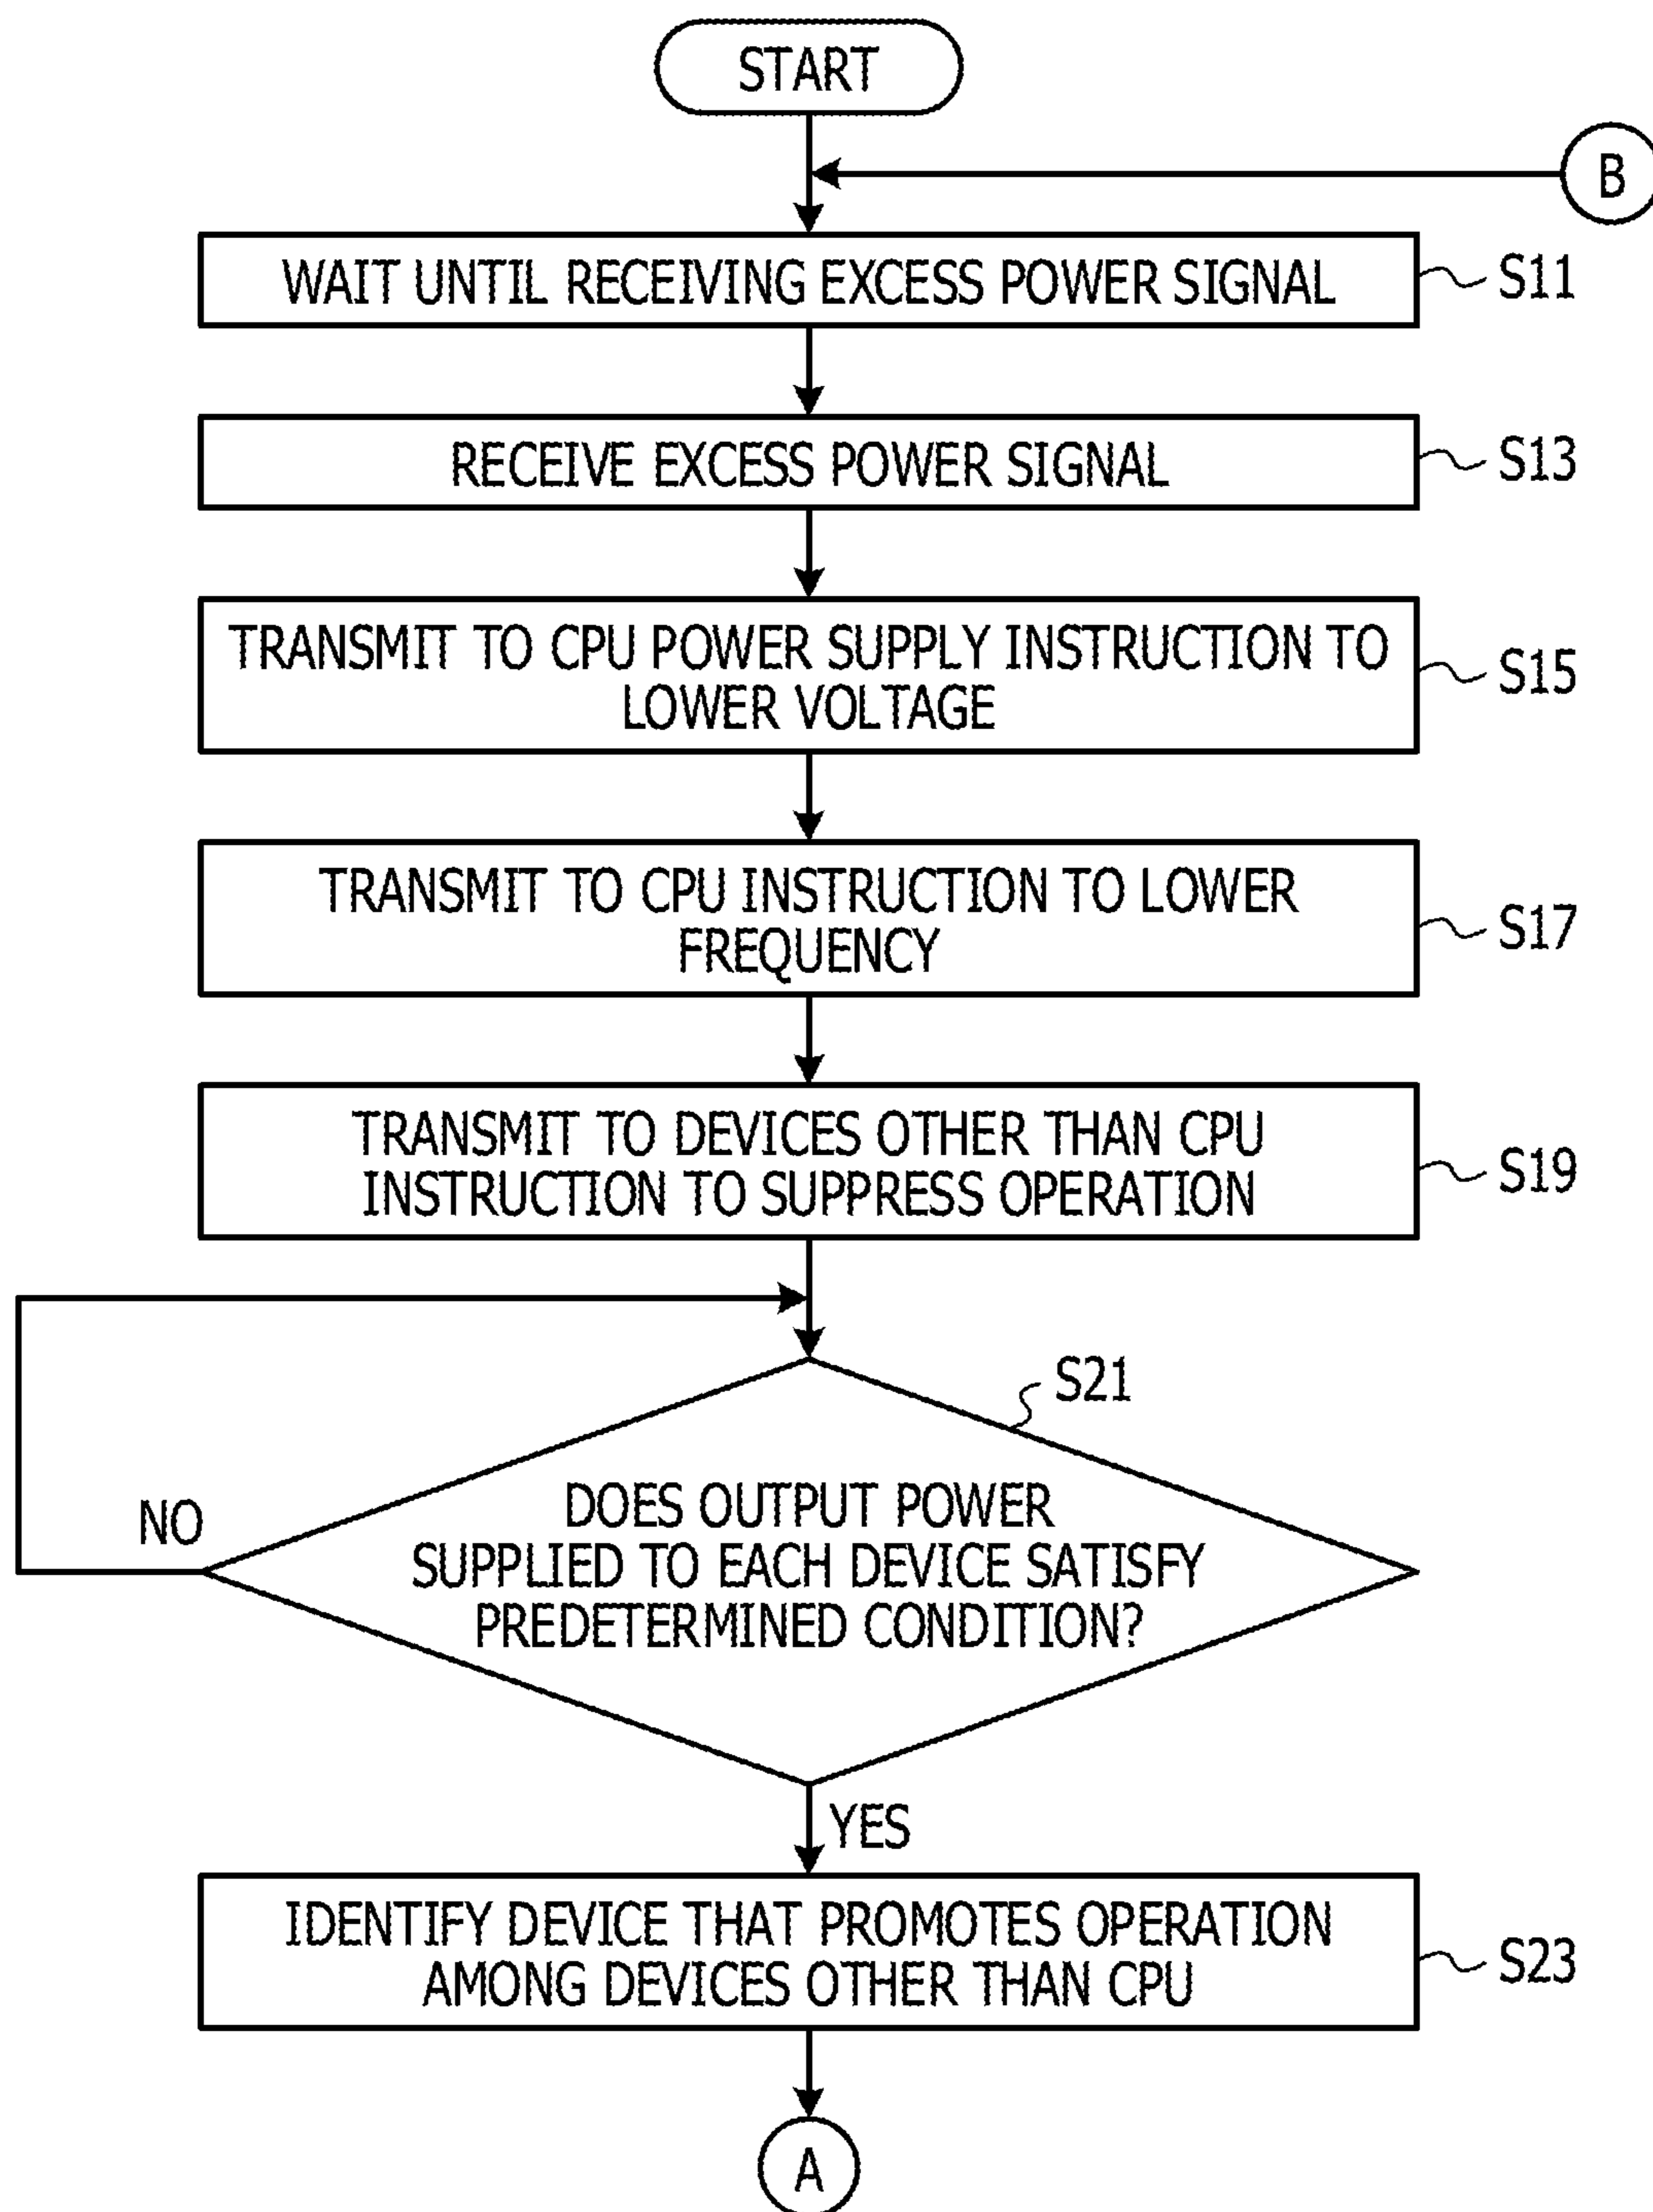 START
B
WAIT UNTIL RECEIVING EXCESS POWER SIGNAL
S11
RECEIVE EXCESS POWER SIGNAL
S13
TRANSMIT TO CPU POWER SUPPLY INSTRUCTION TO
LOWER VOLTAGE
S15
TRANSMIT TO CPU INSTRUCTION TO LOWER
FREQUENCY
S17
TRANSMIT TO DEVICES OTHER THAN CPU
INSTRUCTION TO SUPPRESS OPERATION
S19
S21
DOES OUTPUT POWER
SUPPLIED TO EACH DEVICE SATISFY
PREDETERMINED CONDITION?
NO
YES
IDENTIFY DEVICE THAT PROMOTES OPERATION
AMONG DEVICES OTHER THAN CPU
S23
A